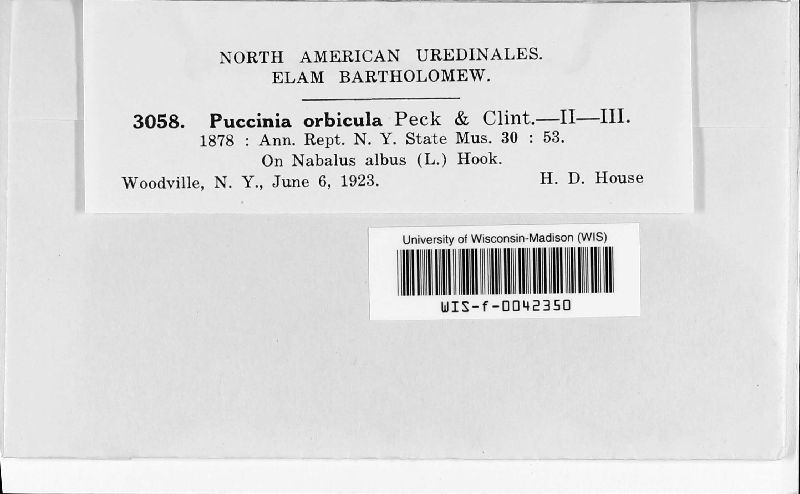 NORTH AMERICAN UREDINALES.
ELAM BARTHOLOMEW.
3058. Puccinia orbicula Peck & Clint.—II—III.
1878 : Ann. Rept. N. Y. State Mus. 30 : 53.
On Nabalus albus (L.) Hook.
Woodville, N. Y., June 6, 1923. H. D. House
University of Wisconsin-Madison (WIS)
WIS-f-0042350